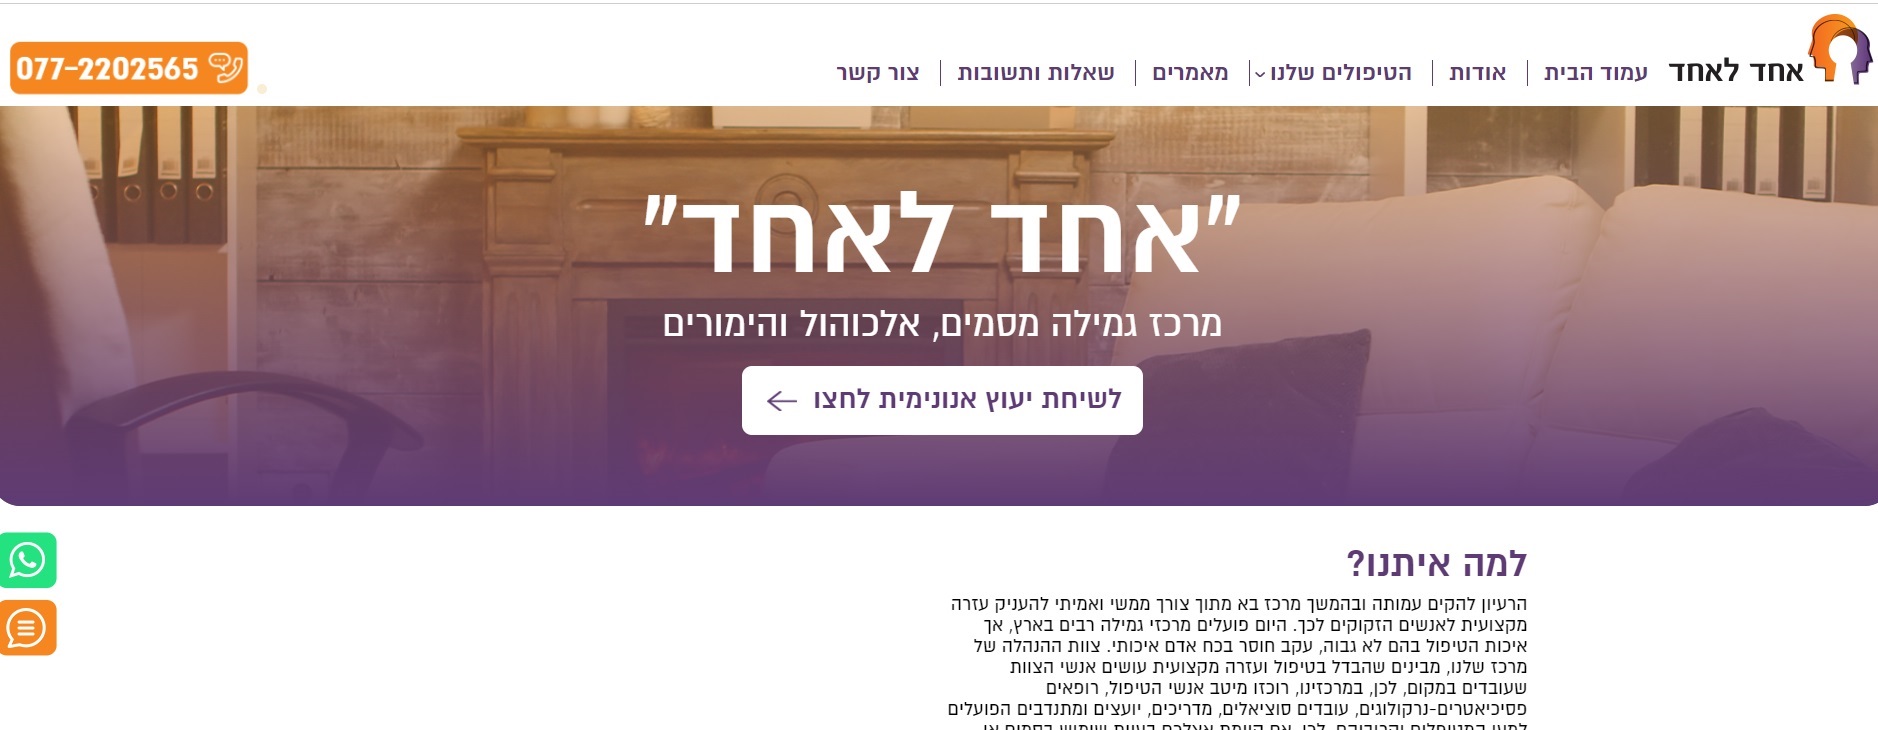 אחד לאחד
עמוד הבית
אודות
הטיפולים שלנו
מאמרים
שאלות ותשובות
צור קשר
077-2202565
"אחד לאחד"
מרכז גמילה מסמים, אלכוהול והימורים
לשיחת יעוץ אנונימית לחצו
למה איתנו?
הרעיון להקים עמותה ובהמשך מרכז בא מתוך צורך ממשי ואמיתי להעניק עזרה
מקצועית לאנשים הזקוקים לכך. היום פועלים מרכזי גמילה רבים בארץ, אך
איכות הטיפול בהם לא גבוה, עקב חוסר בכח אדם איכותי. צוות ההנהלה של
מרכז שלנו, מבינים שהבדל בטיפול ועזרה מקצועית עושים אנשי הצוות
שעובדים במקום, לכן, במרכזינו, רוכזו מיטב אנשי הטיפול, רופאים
פסיכיאטרים-נרקולוגים, עובדים סוציאלים, מדריכים, יועצים ומתנדבים הפועלים